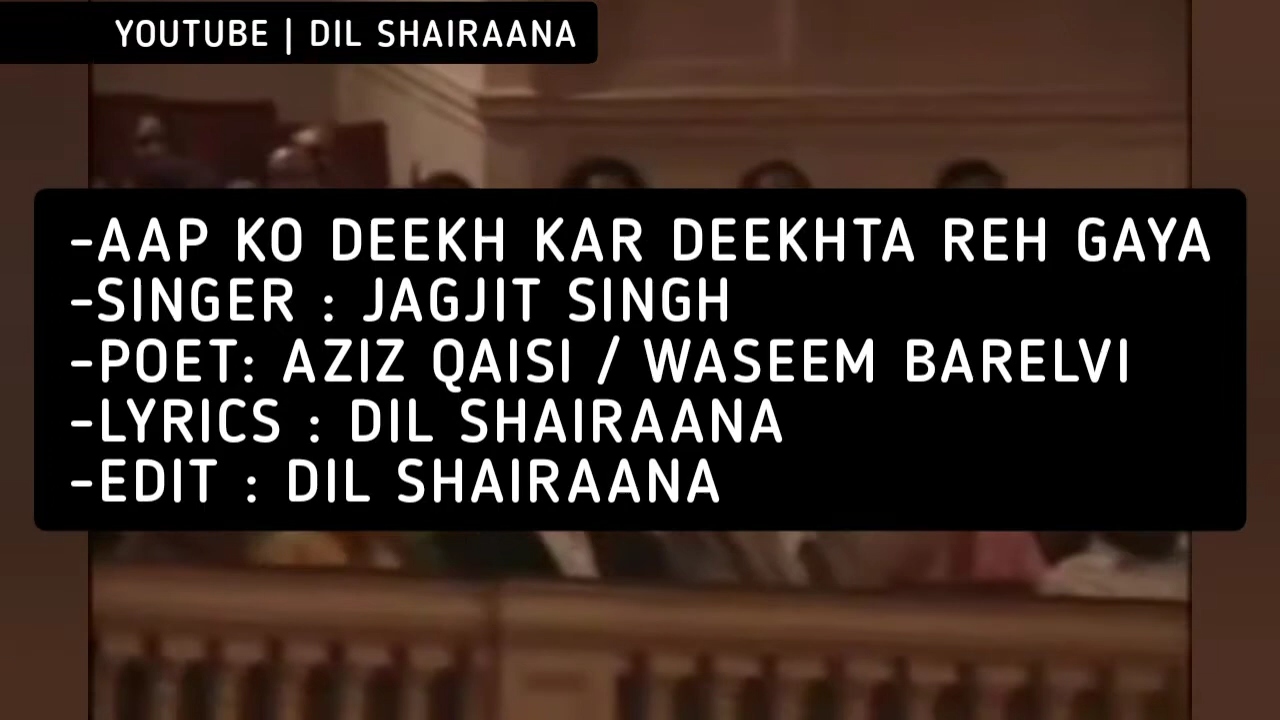 YOUTUBE | DIL SHAIRAANA
-AAP KO DEEKH KAR DEEKHTA REH GAYA
-SINGER : JAGJIT SINGH
-POET: AZIZ QAISI / WASEEM BARELVI
-LYRICS : DIL SHAIRAANA
-EDIT : DIL SHAIRAANA